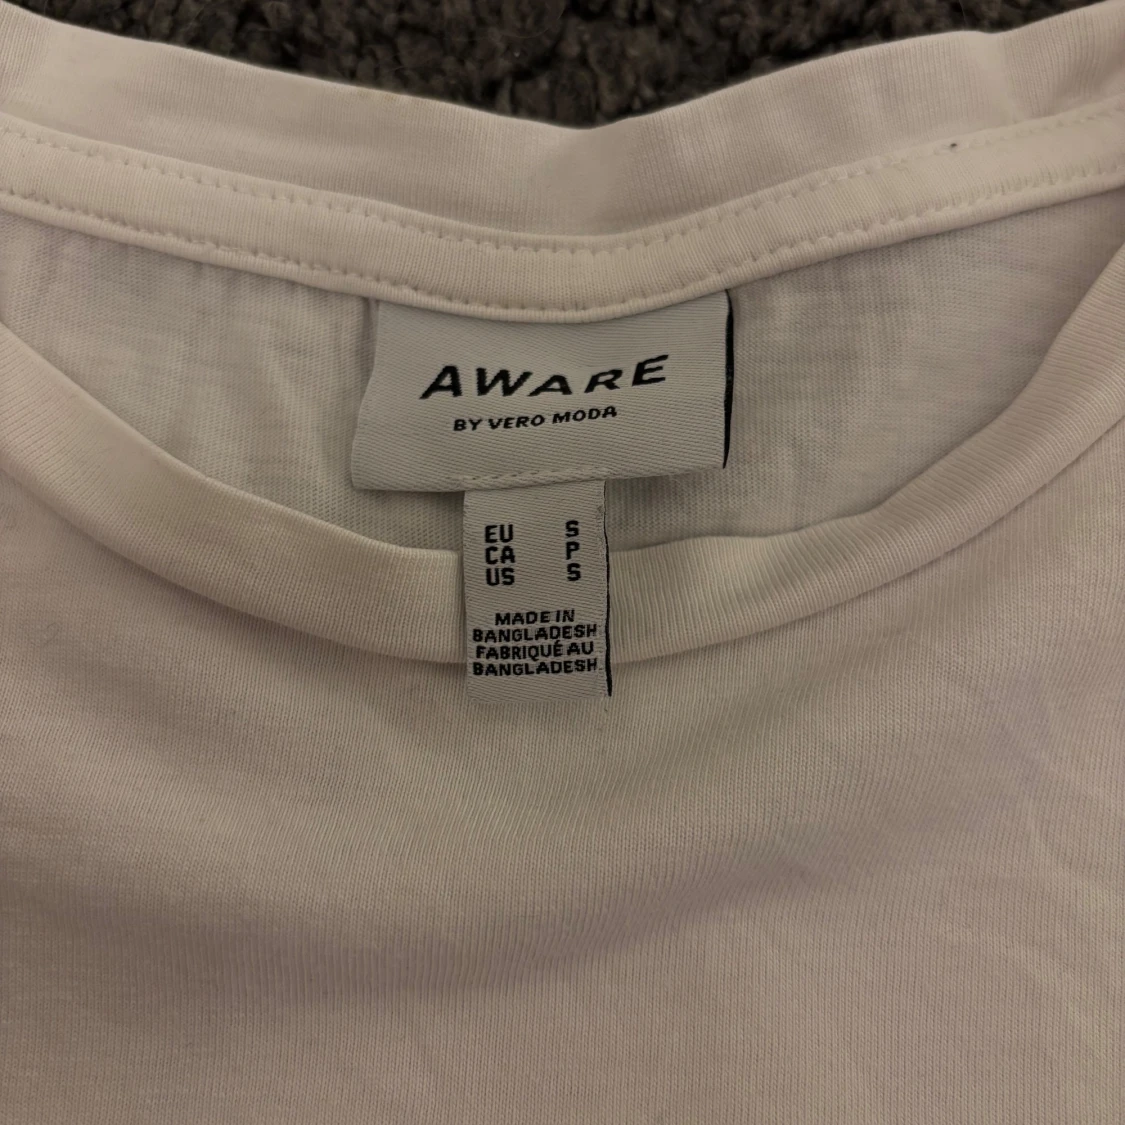 AWARE
BY VERO MODA
EU S
CA P
US S
MADE IN
BANGLADESH
FABRIQUÉ AU
BANGLADESH